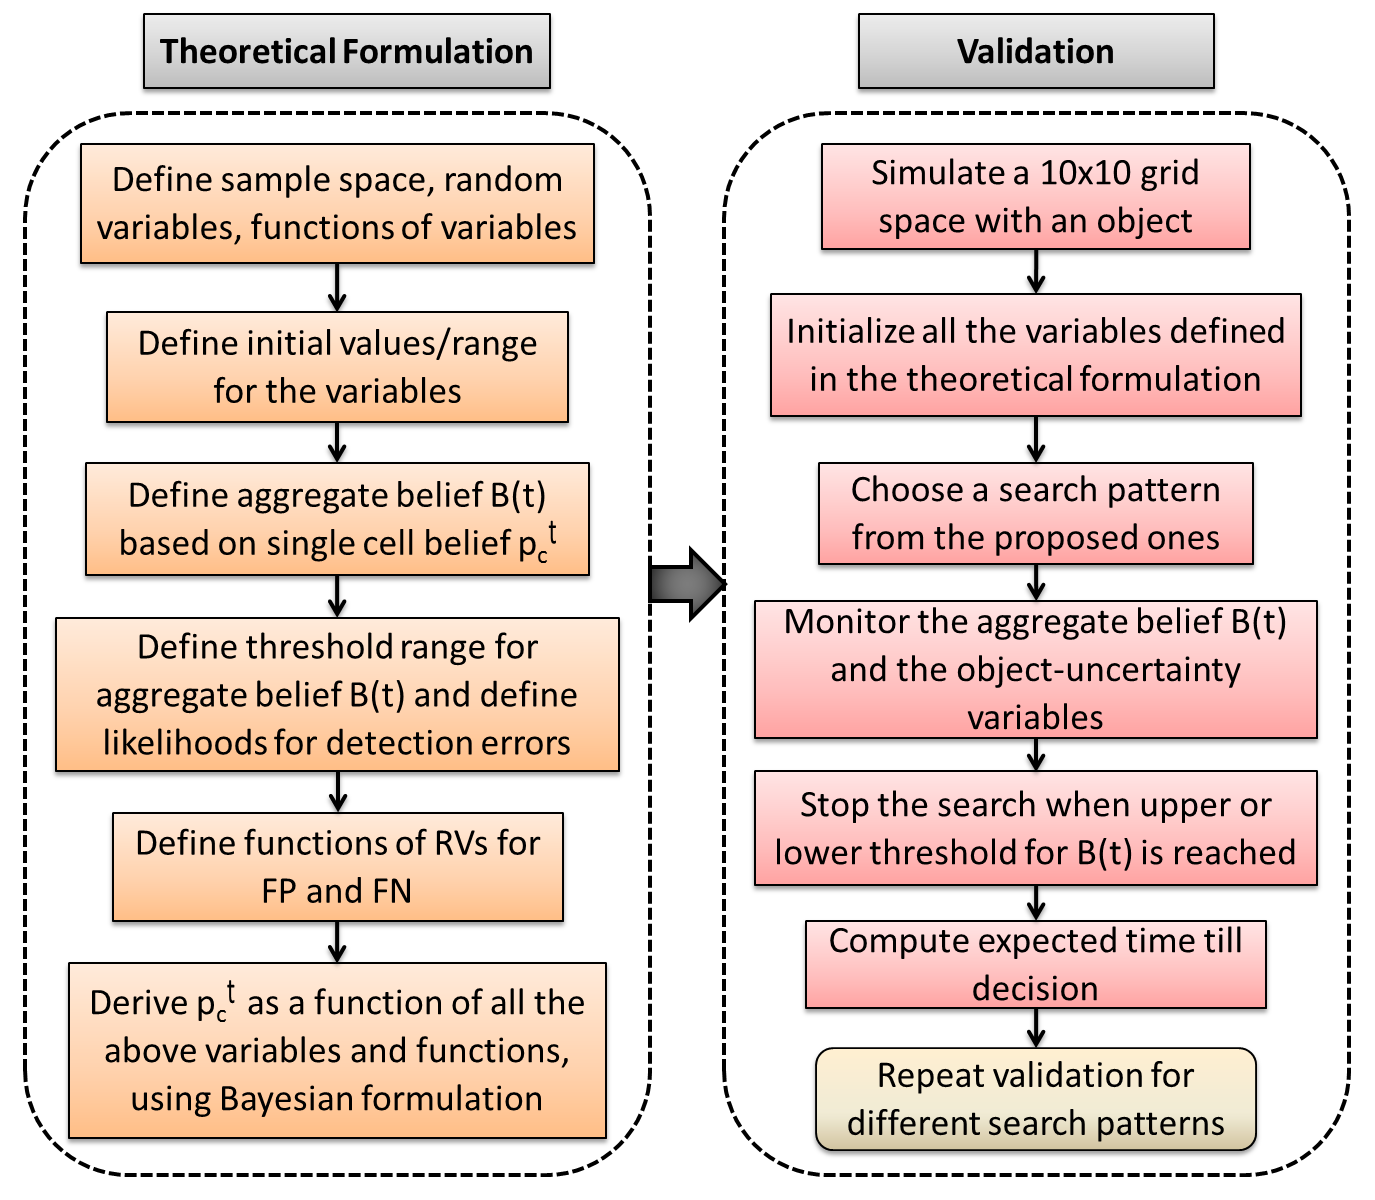 Theoretical Formulation
Define sample space, random
variables, functions of variables
Define initial values/range
for the variables
Define aggregate belief B(t)
based on single cell belief p_c^t
Define threshold range for
aggregate belief B(t) and define
likelihoods for detection errors
Define functions of RVs for
FP and FN
Derive p_c^t as a function of all the
above variables and functions,
using Bayesian formulation
Validation
Simulate a 10x10 grid
space with an object
Initialize all the variables defined
in the theoretical formulation
Choose a search pattern
from the proposed ones
Monitor the aggregate belief B(t)
and the object-uncertainty
variables
Stop the search when upper or
lower threshold for B(t) is reached
Compute expected time till
decision
Repeat validation for
different search patterns